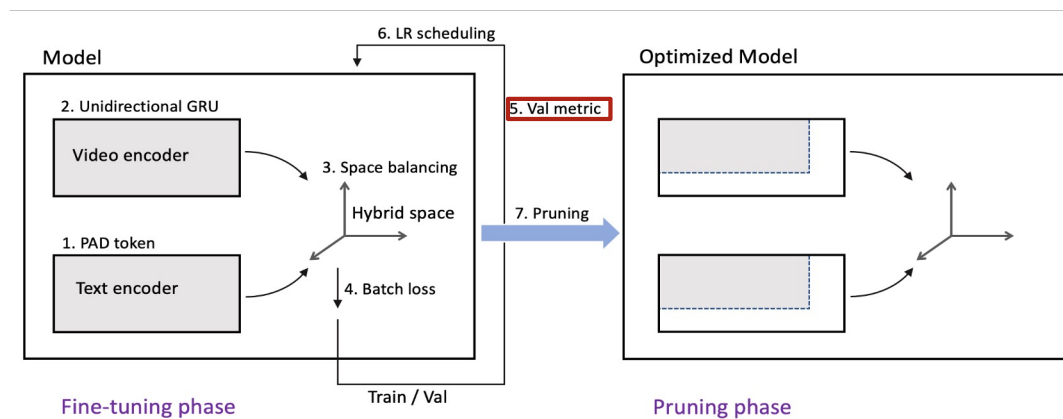 6. LR scheduling
Model
Optimized Model
2. Unidirectional GRU
5. Val metric
Video encoder
3. Space balancing
Hybrid space
7. Pruning
1. PAD token
Text encoder
4. Batch loss
Train / Val
Fine-tuning phase
Pruning phase